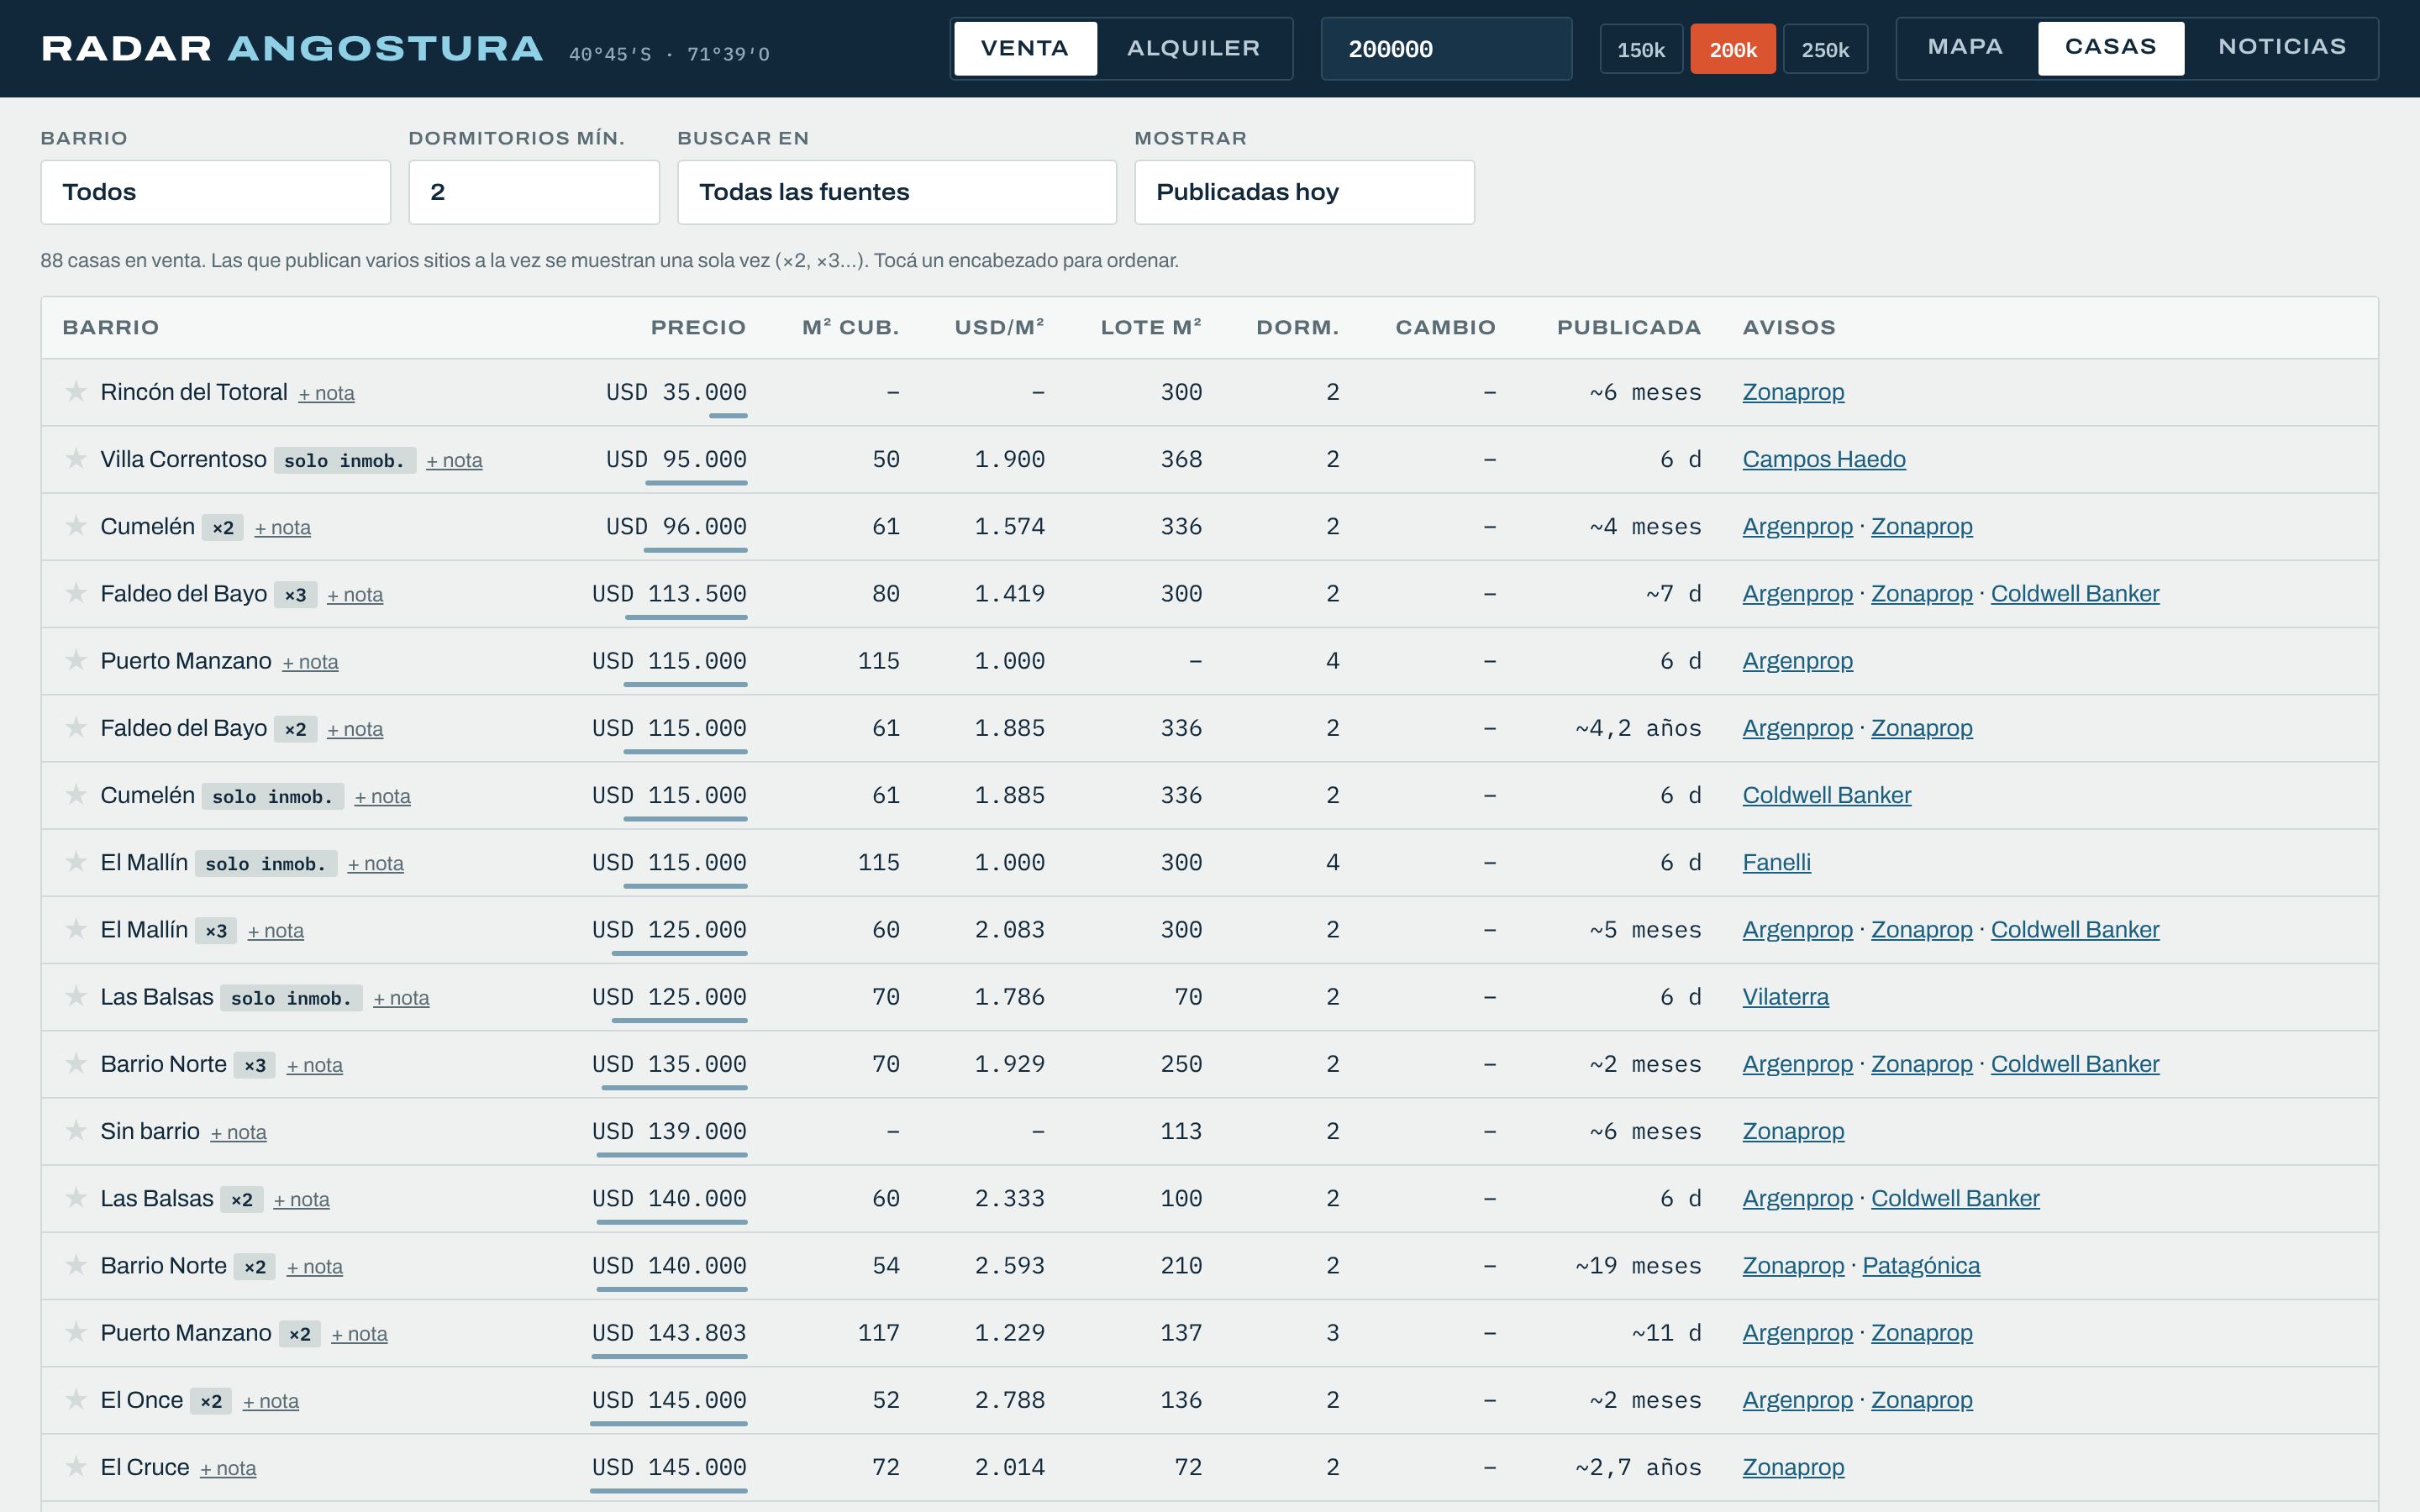 RADAR ANGOSTURA 40°45′S · 71°39′O VENTA ALQUILER 200000 150k 200k 250k MAPA CASAS NOTICIAS
BARRIO DORMITORIOS MÍN. BUSCAR EN MOSTRAR
Todos 2 Todas las fuentes Publicadas hoy
88 casas en venta. Las que publican varios sitios a la vez se muestran una sola vez (×2, ×3...). Tocá un encabezado para ordenar.
BARRIO PRECIO M² CUB. USD/M² LOTE M² DORM. CAMBIO PUBLICADA AVISOS
★ Rincón del Totoral + nota USD 35.000 – – 300 2 – ~6 meses Zonaprop
★ Villa Correntoso solo inmob. + nota USD 95.000 50 1.900 368 2 – 6 d Campos Haedo
★ Cumelén ×2 + nota USD 96.000 61 1.574 336 2 – ~4 meses Argenprop · Zonaprop
★ Faldeo del Bayo ×3 + nota USD 113.500 80 1.419 300 2 – ~7 d Argenprop · Zonaprop · Coldwell Banker
★ Puerto Manzano + nota USD 115.000 115 1.000 – 4 – 6 d Argenprop
★ Faldeo del Bayo ×2 + nota USD 115.000 61 1.885 336 2 – ~4,2 años Argenprop · Zonaprop
★ Cumelén solo inmob. + nota USD 115.000 61 1.885 336 2 – 6 d Coldwell Banker
★ El Mallín solo inmob. + nota USD 115.000 115 1.000 300 4 – 6 d Fanelli
★ El Mallín ×3 + nota USD 125.000 60 2.083 300 2 – ~5 meses Argenprop · Zonaprop · Coldwell Banker
★ Las Balsas solo inmob. + nota USD 125.000 70 1.786 70 2 – 6 d Vilaterra
★ Barrio Norte ×3 + nota USD 135.000 70 1.929 250 2 – ~2 meses Argenprop · Zonaprop · Coldwell Banker
★ Sin barrio + nota USD 139.000 – – 113 2 – ~6 meses Zonaprop
★ Las Balsas ×2 + nota USD 140.000 60 2.333 100 2 – 6 d Argenprop · Coldwell Banker
★ Barrio Norte ×2 + nota USD 140.000 54 2.593 210 2 – ~19 meses Zonaprop · Patagónica
★ Puerto Manzano ×2 + nota USD 143.803 117 1.229 137 3 – ~11 d Argenprop · Zonaprop
★ El Once ×2 + nota USD 145.000 52 2.788 136 2 – ~2 meses Argenprop · Zonaprop
★ El Cruce + nota USD 145.000 72 2.014 72 2 – ~2,7 años Zonaprop